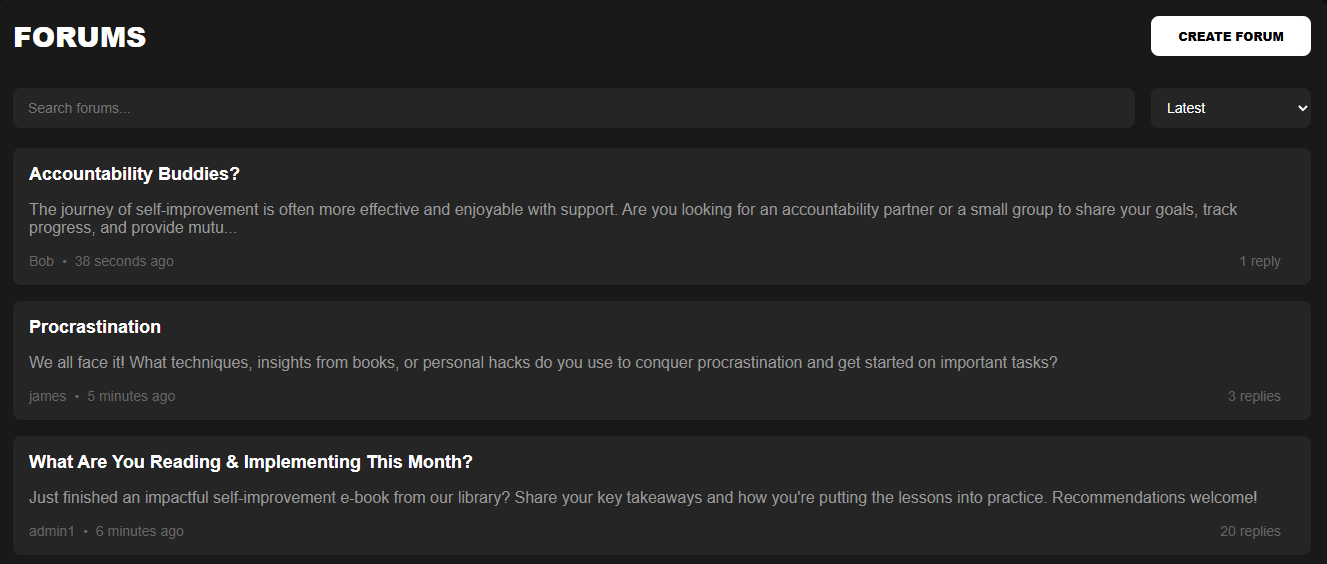 FORUMS
CREATE FORUM
Search forums...
Latest
Accountability Buddies?
The journey of self-improvement is often more effective and enjoyable with support. Are you looking for an accountability partner or a small group to share your goals, track
progress, and provide mutu...
Bob • 38 seconds ago
1 reply
Procrastination
We all face it! What techniques, insights from books, or personal hacks do you use to conquer procrastination and get started on important tasks?
james • 5 minutes ago
3 replies
What Are You Reading & Implementing This Month?
Just finished an impactful self-improvement e-book from our library? Share your key takeaways and how you're putting the lessons into practice. Recommendations welcome!
admin1 • 6 minutes ago
20 replies